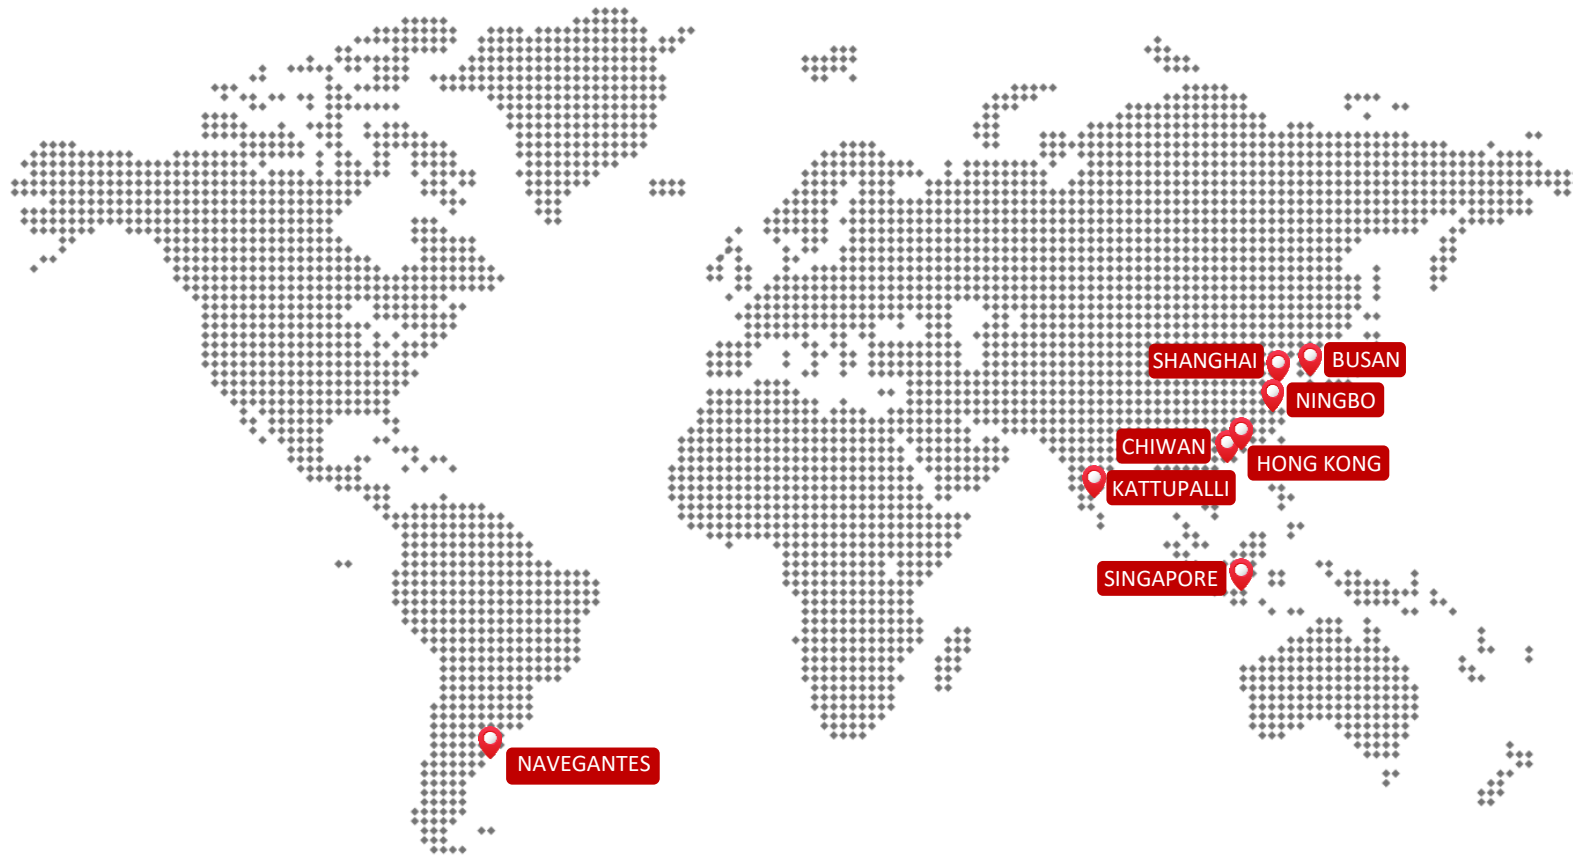 SHANGHAI
BUSAN
NINGBO
CHIWAN
HONG KONG
KATTUPALLI
SINGAPORE
NAVEGANTES